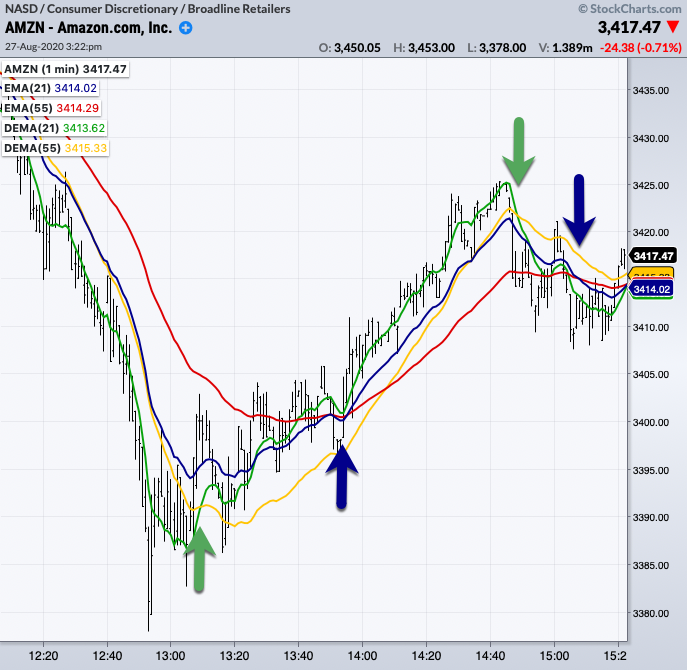 NASD / Consumer Discretionary / Broadline Retailers
© StockCharts.com
AMZN - Amazon.com, Inc.
3,417.47
27-Aug-2020 3:22pm
O: 3,450.05 H: 3,453.00 L: 3,378.00 V: 1.389m -24.38 (-0.71%)
AMZN (1 min) 3417.47
EMA(21) 3414.02
EMA(55) 3414.29
DEMA(21) 3413.62
DEMA(55) 3415.33
3435.00
3430.00
3425.00
3420.00
3417.47
3414.02
3410.00
3405.00
3400.00
3395.00
3390.00
3385.00
3380.00
12:20 12:40 13:00 13:20 13:40 14:00 14:20 14:40 15:00 15:2